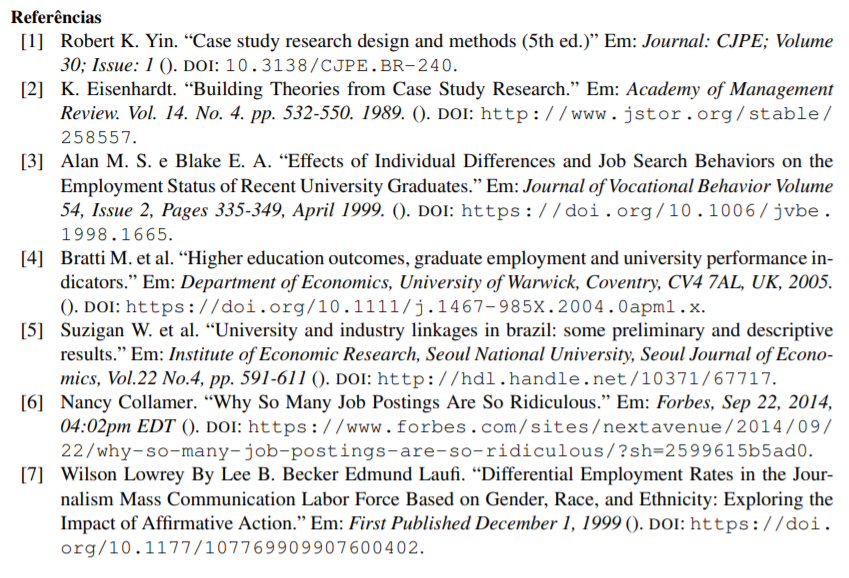 Referências
[1] Robert K. Yin. “Case study research design and methods (5th ed.)” Em: Journal: CJPE; Volume
30; Issue: 1 (). DOI: 10.3138/CJPE.BR-240.
[2] K. Eisenhardt. “Building Theories from Case Study Research.” Em: Academy of Management
Review. Vol. 14. No. 4. pp. 532-550. 1989. (). DOI: http://www.jstor.org/stable/
258557.
[3] Alan M. S. e Blake E. A. “Effects of Individual Differences and Job Search Behaviors on the
Employment Status of Recent University Graduates.” Em: Journal of Vocational Behavior Volume
54, Issue 2, Pages 335-349, April 1999. (). DOI: https://doi.org/10.1006/jvbe.
1998.1665.
[4] Bratti M. et al. “Higher education outcomes, graduate employment and university performance in-
dicators.” Em: Department of Economics, University of Warwick, Coventry, CV4 7AL, UK, 2005.
(). DOI: https://doi.org/10.1111/j.1467-985X.2004.0apm1.x.
[5] Suzigan W. et al. “University and industry linkages in brazil: some preliminary and descriptive
results.” Em: Institute of Economic Research, Seoul National University, Seoul Journal of Econo-
mics, Vol.22 No.4, pp. 591-611 (). DOI: http://hdl.handle.net/10371/67717.
[6] Nancy Collamer. “Why So Many Job Postings Are So Ridiculous.” Em: Forbes, Sep 22, 2014,
04:02pm EDT (). DOI: https://www.forbes.com/sites/nextavenue/2014/09/
22/why-so-many-job-postings-are-so-ridiculous/?sh=2599615b5ad0.
[7] Wilson Lowrey By Lee B. Becker Edmund Laufi. “Differential Employment Rates in the Jour-
nalism Mass Communication Labor Force Based on Gender, Race, and Ethnicity: Exploring the
Impact of Affirmative Action.” Em: First Published December 1, 1999 (). DOI: https://doi.
org/10.1177/107769909907600402.